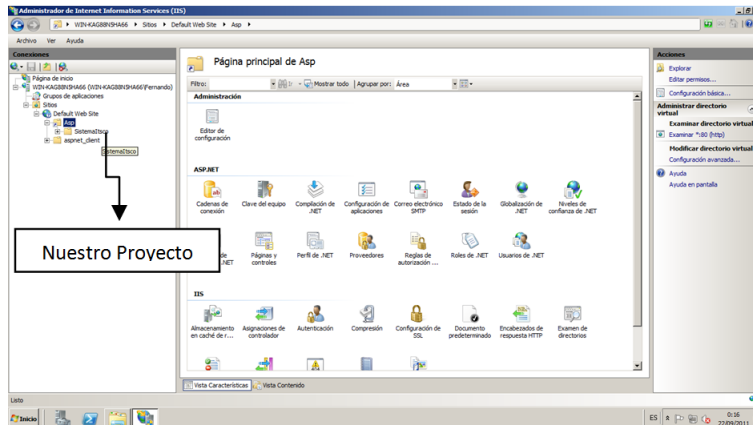 Administrador de Internet Information Services (IIS)
WIN-KAG88N5HA66 Sitios Default Web Site Asp
Archivo Ver Ayuda
Conexiones
Página de inicio
WIN-KAG88N5HA66 (WIN-KAG88N5HA66\Fernando)
Grupos de aplicaciones
Sitios
Default Web Site
Asp
SistemaItsco
aspnet_client
SistemaItsco
Nuestro Proyecto
Página principal de Asp
Filtro: Mostrar todo Agrupar por: Área
Administración
Editor de
configuración
ASP.NET
Cadenas de
conexión
Clave del equipo
Compilación de
.NET
Configuración de
aplicaciones
Correo electrónico
SMTP
Estado de la
sesión
Globalización de
.NET
Niveles de
confianza de .NET
de
.NET
Páginas y
controles
Perfil de .NET
Proveedores
Reglas de
autorización ...
Roles de .NET
Usuarios de .NET
IIS
Almacenamiento
en caché de r...
Asignaciones de
controlador
Autenticación
Compresión
Configuración de
SSL
Documento
predeterminado
Encabezados de
respuesta HTTP
Examen de
directorios
Vista Características Vista Contenido
Acciones
Explorar
Editar permisos...
Configuración básica...
Administrar directorio
virtual
Examinar directorio virtual
Examinar *:80 (http)
Modificar directorio virtual
Configuración avanzada...
Ayuda
Ayuda en pantalla
Listo
Inicio
ES
0:16
22/09/2011